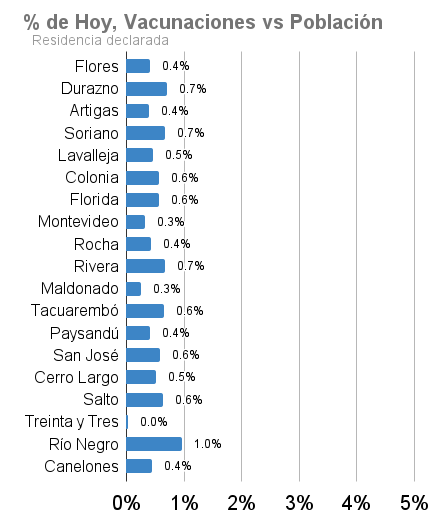 % de Hoy, Vacunaciones vs Población
Residencia declarada
Flores 0.4%
Durazno 0.7%
Artigas 0.4%
Soriano 0.7%
Lavalleja 0.5%
Colonia 0.6%
Florida 0.6%
Montevideo 0.3%
Rocha 0.4%
Rivera 0.7%
Maldonado 0.3%
Tacuarembó 0.6%
Paysandú 0.4%
San José 0.6%
Cerro Largo 0.5%
Salto 0.6%
Treinta y Tres 0.0%
Río Negro 1.0%
Canelones 0.4%
0% 1% 2% 3% 4% 5%